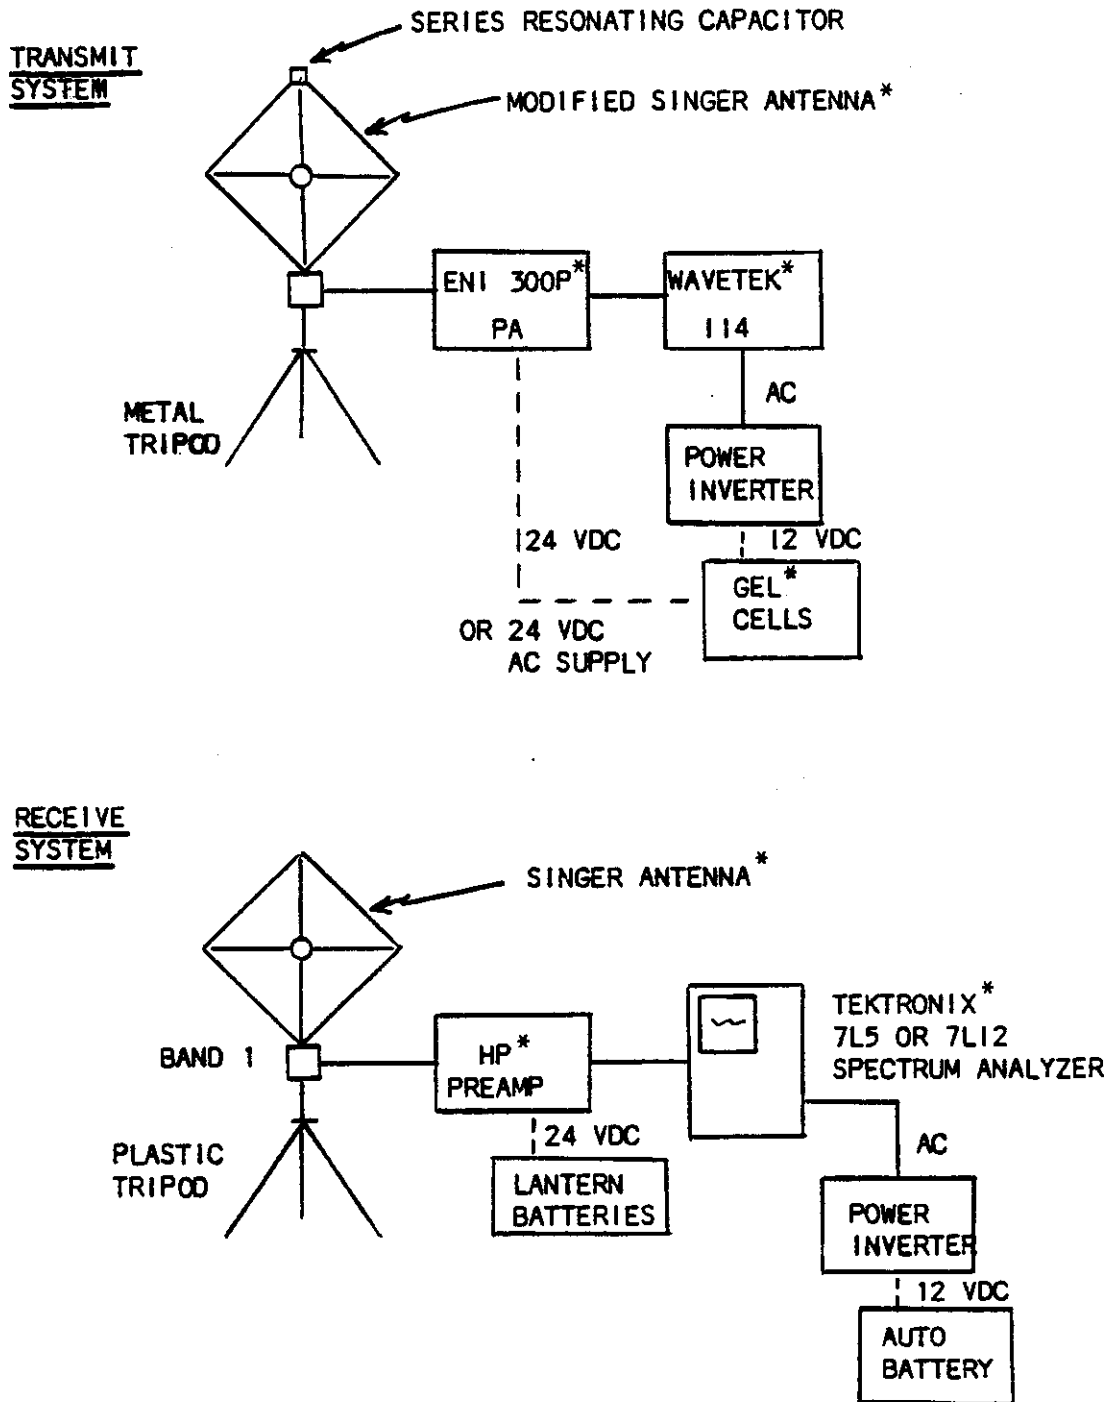 TRANSMIT
SYSTEM
SERIES RESONATING CAPACITOR
MODIFIED SINGER ANTENNA*
ENI 300P*
PA
WAVETEK*
114
METAL
TRIPOD
AC
POWER
INVERTER
24 VDC
12 VDC
GEL*
CELLS
OR 24 VDC
AC SUPPLY
RECEIVE
SYSTEM
SINGER ANTENNA*
BAND 1
HP*
PREAMP
TEKTRONIX*
7L5 OR 7L12
SPECTRUM ANALYZER
PLASTIC
TRIPOD
24 VDC
LANTERN
BATTERIES
AC
POWER
INVERTER
12 VDC
AUTO
BATTERY